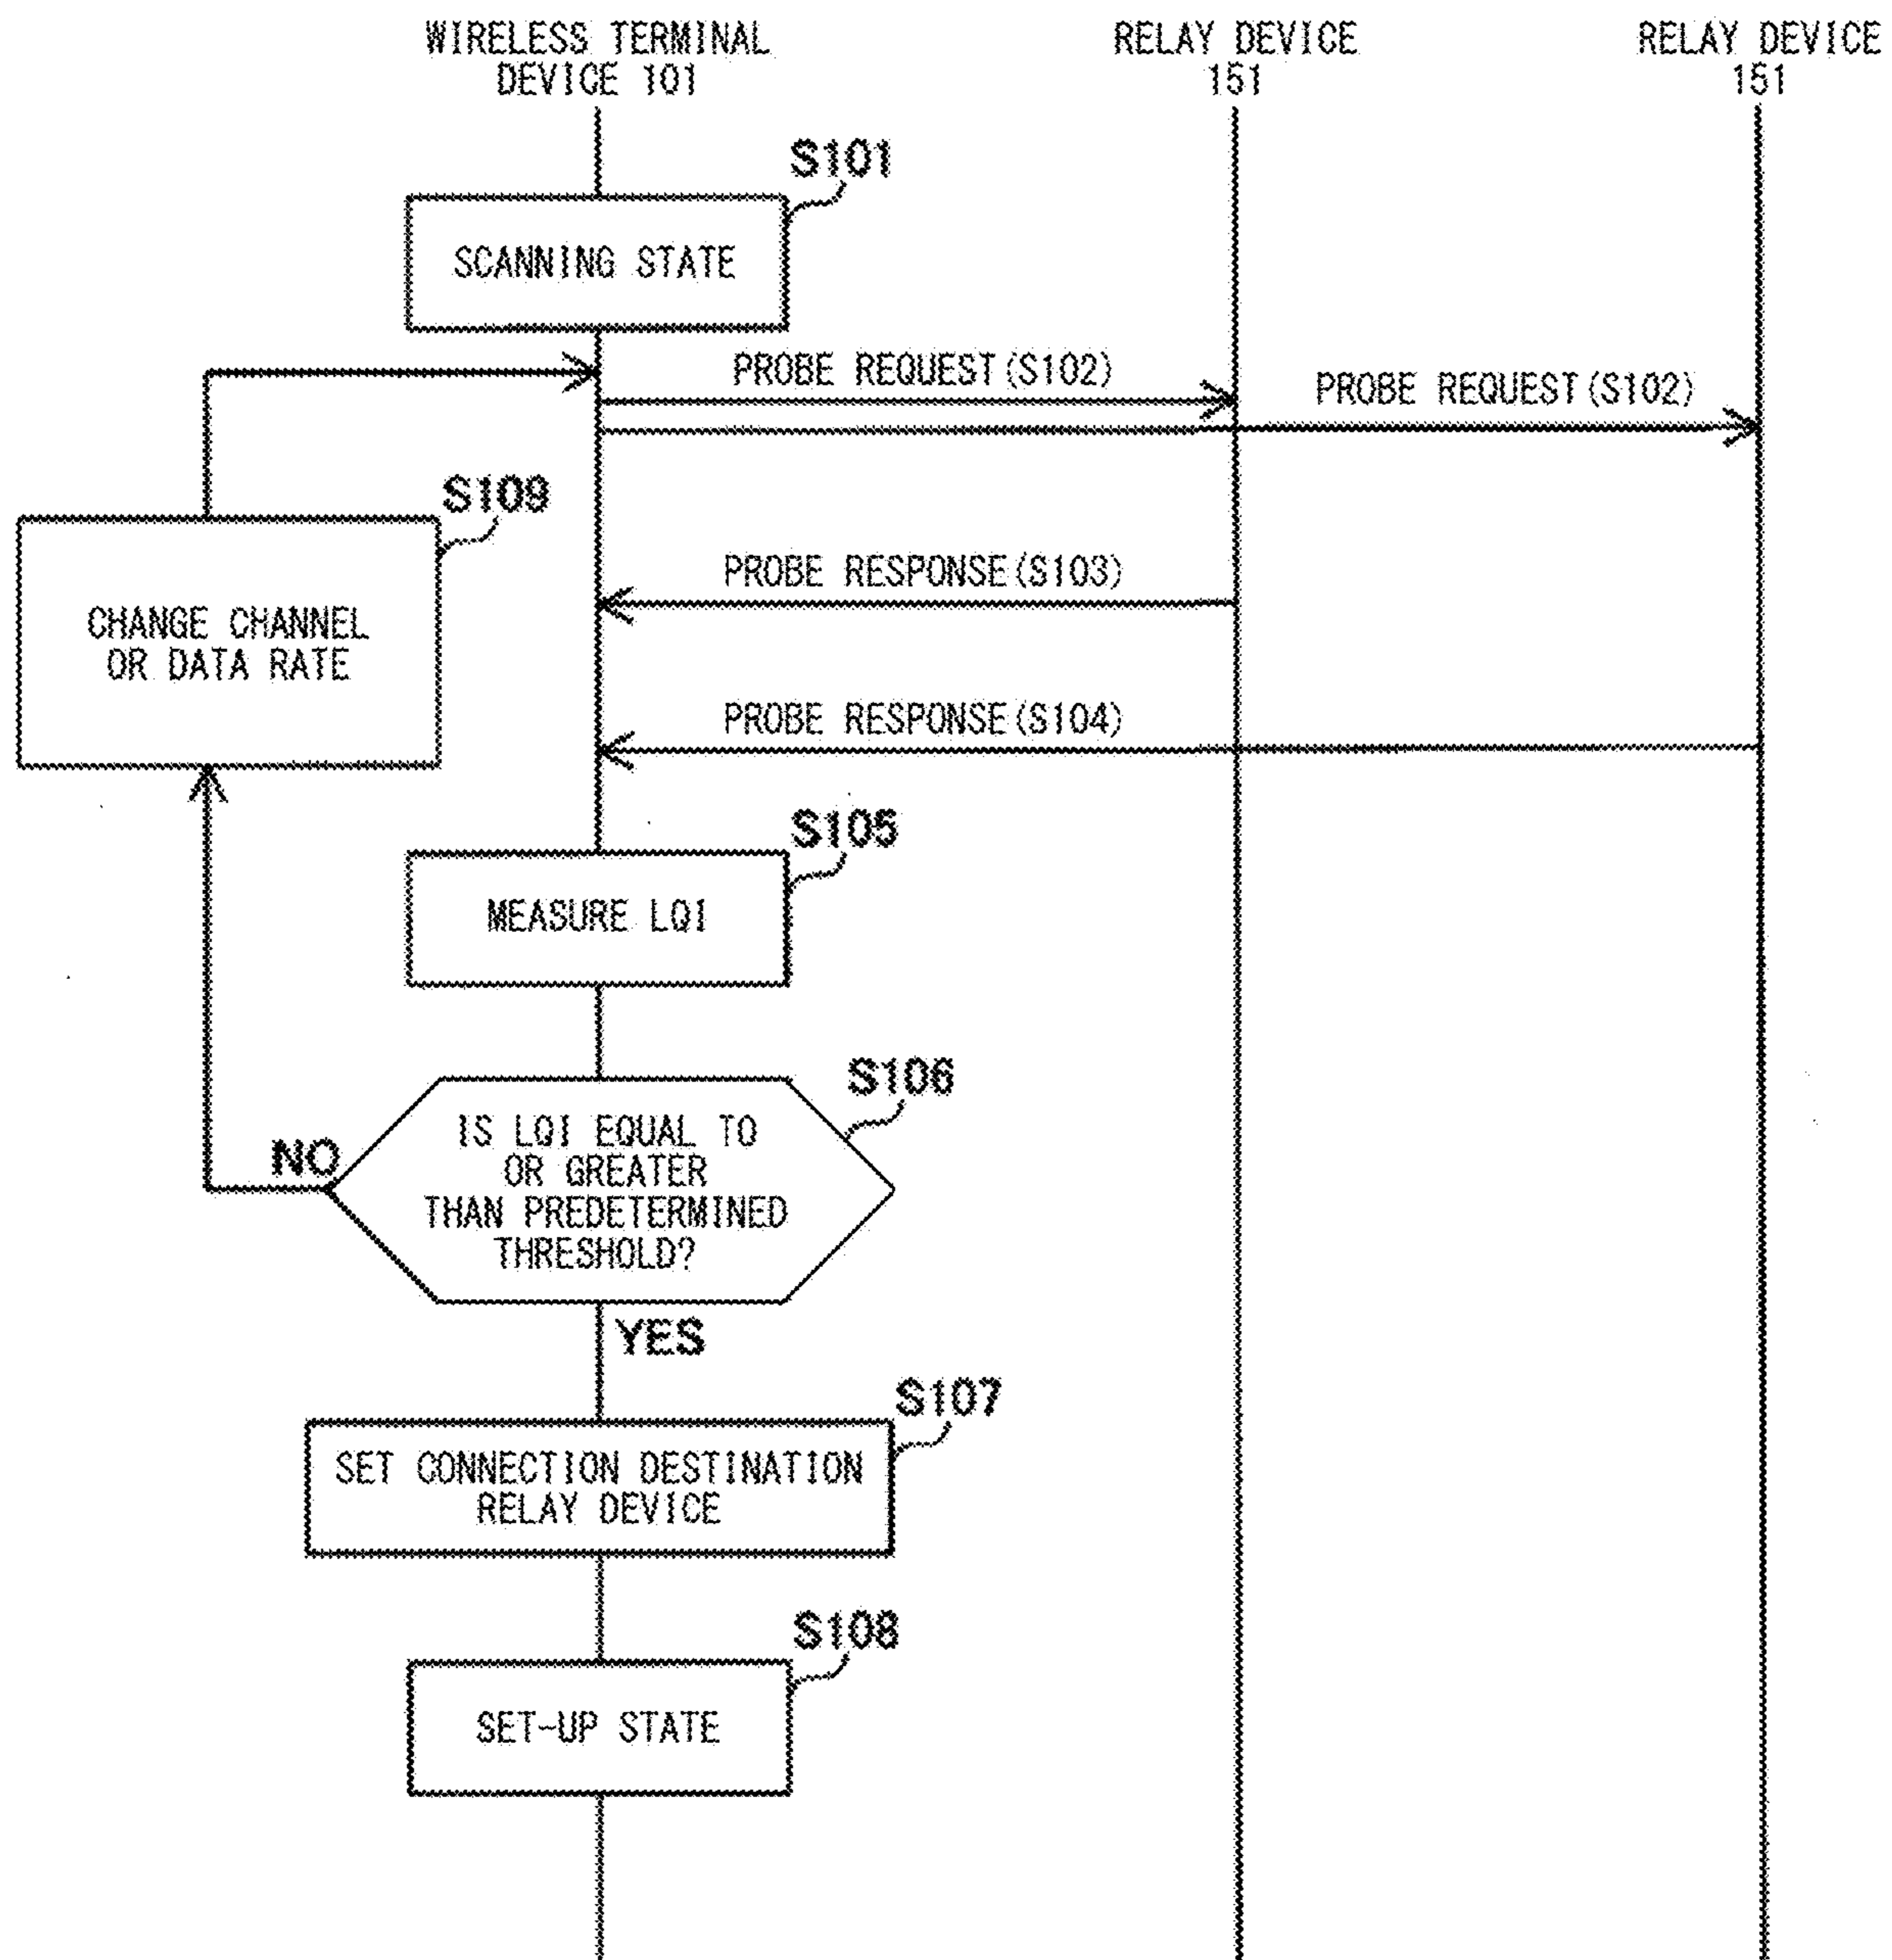 WIRELESS TERMINAL
DEVICE 101
RELAY DEVICE
151
RELAY DEVICE
151
S101
SCANNING STATE
PROBE REQUEST(S102)
PROBE REQUEST(S102)
S109
CHANGE CHANNEL
OR DATA RATE
PROBE RESPONSE(S103)
PROBE RESPONSE(S104)
S105
MEASURE LQI
S106
IS LQI EQUAL TO
OR GREATER
THAN PREDETERMINED
THRESHOLD?
NO
YES
S107
SET CONNECTION DESTINATION
RELAY DEVICE
S108
SET-UP STATE